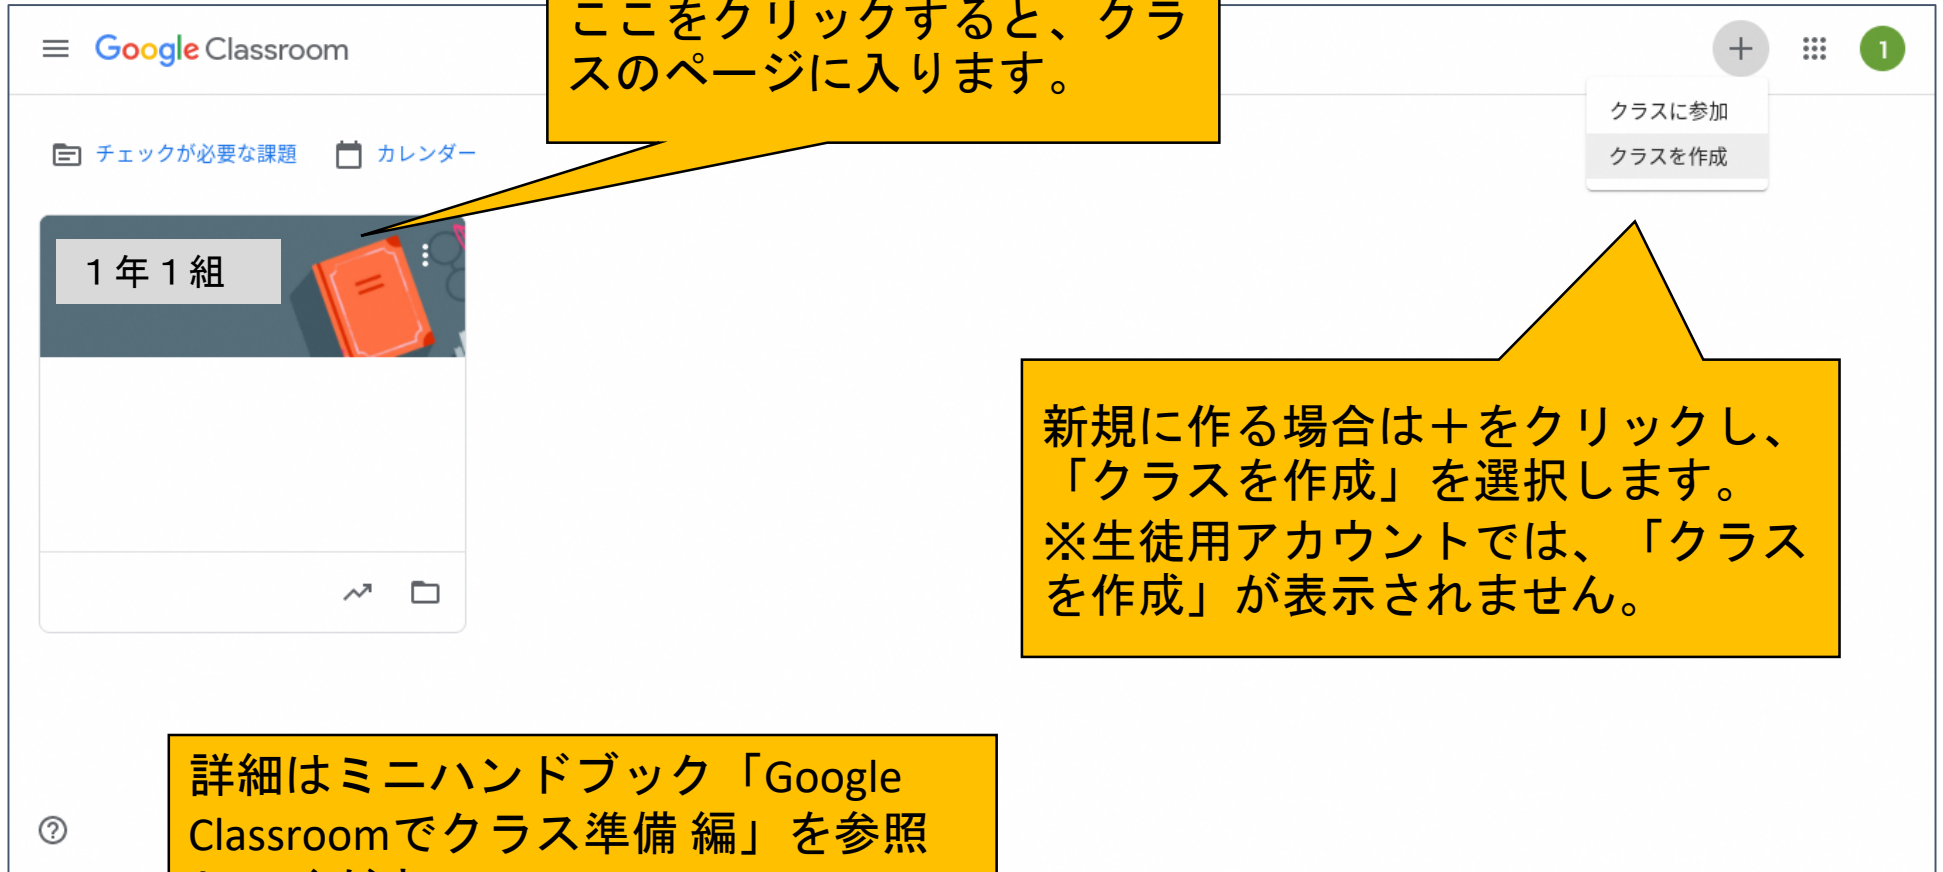 ここをクリックすると、クラ
スのページに入ります。
Google Classroom
1
クラスに参加
クラスを作成
チェックが必要な課題 カレンダー
１年１組
新規に作る場合は＋をクリックし、
「クラスを作成」を選択します。
※生徒用アカウントでは、「クラス
を作成」が表示されません。
詳細はミニハンドブック「Google
Classroomでクラス準備 編」を参照